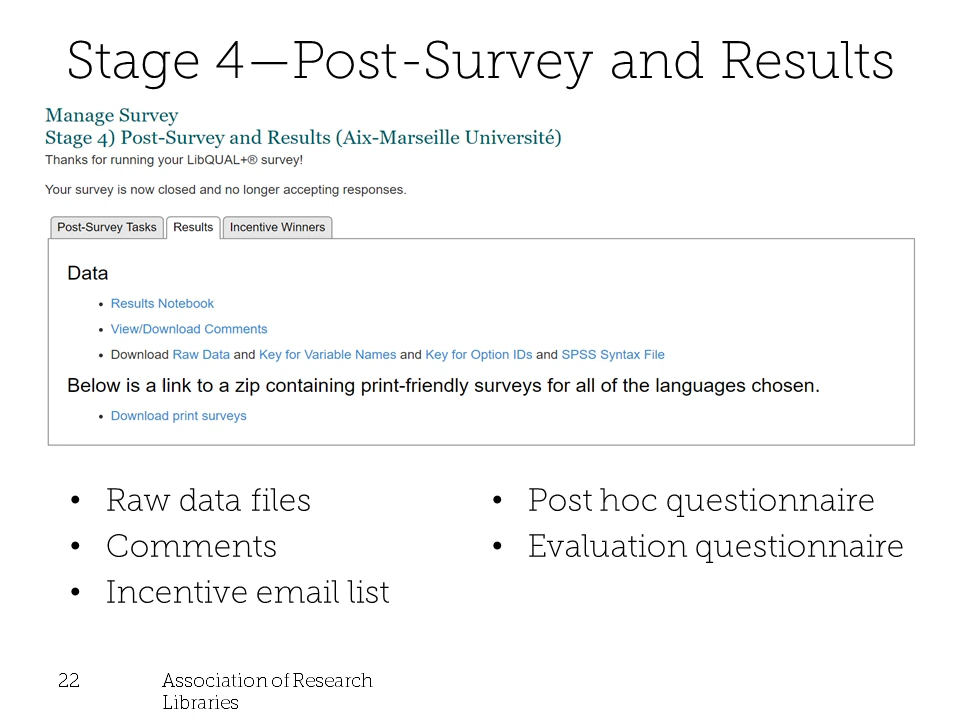 Stage 4—Post-Survey and Results
Manage Survey
Stage 4) Post-Survey and Results (Aix-Marseille Université)
Thanks for running your LibQUAL+® survey!
Your survey is now closed and no longer accepting responses.
Post-Survey Tasks Results Incentive Winners
Data
• Results Notebook
• View/Download Comments
• Download Raw Data and Key for Variable Names and Key for Option IDs and SPSS Syntax File
Below is a link to a zip containing print-friendly surveys for all of the languages chosen.
• Download print surveys
• Raw data files
• Comments
• Incentive email list
• Post hoc questionnaire
• Evaluation questionnaire
22
Association of Research
Libraries